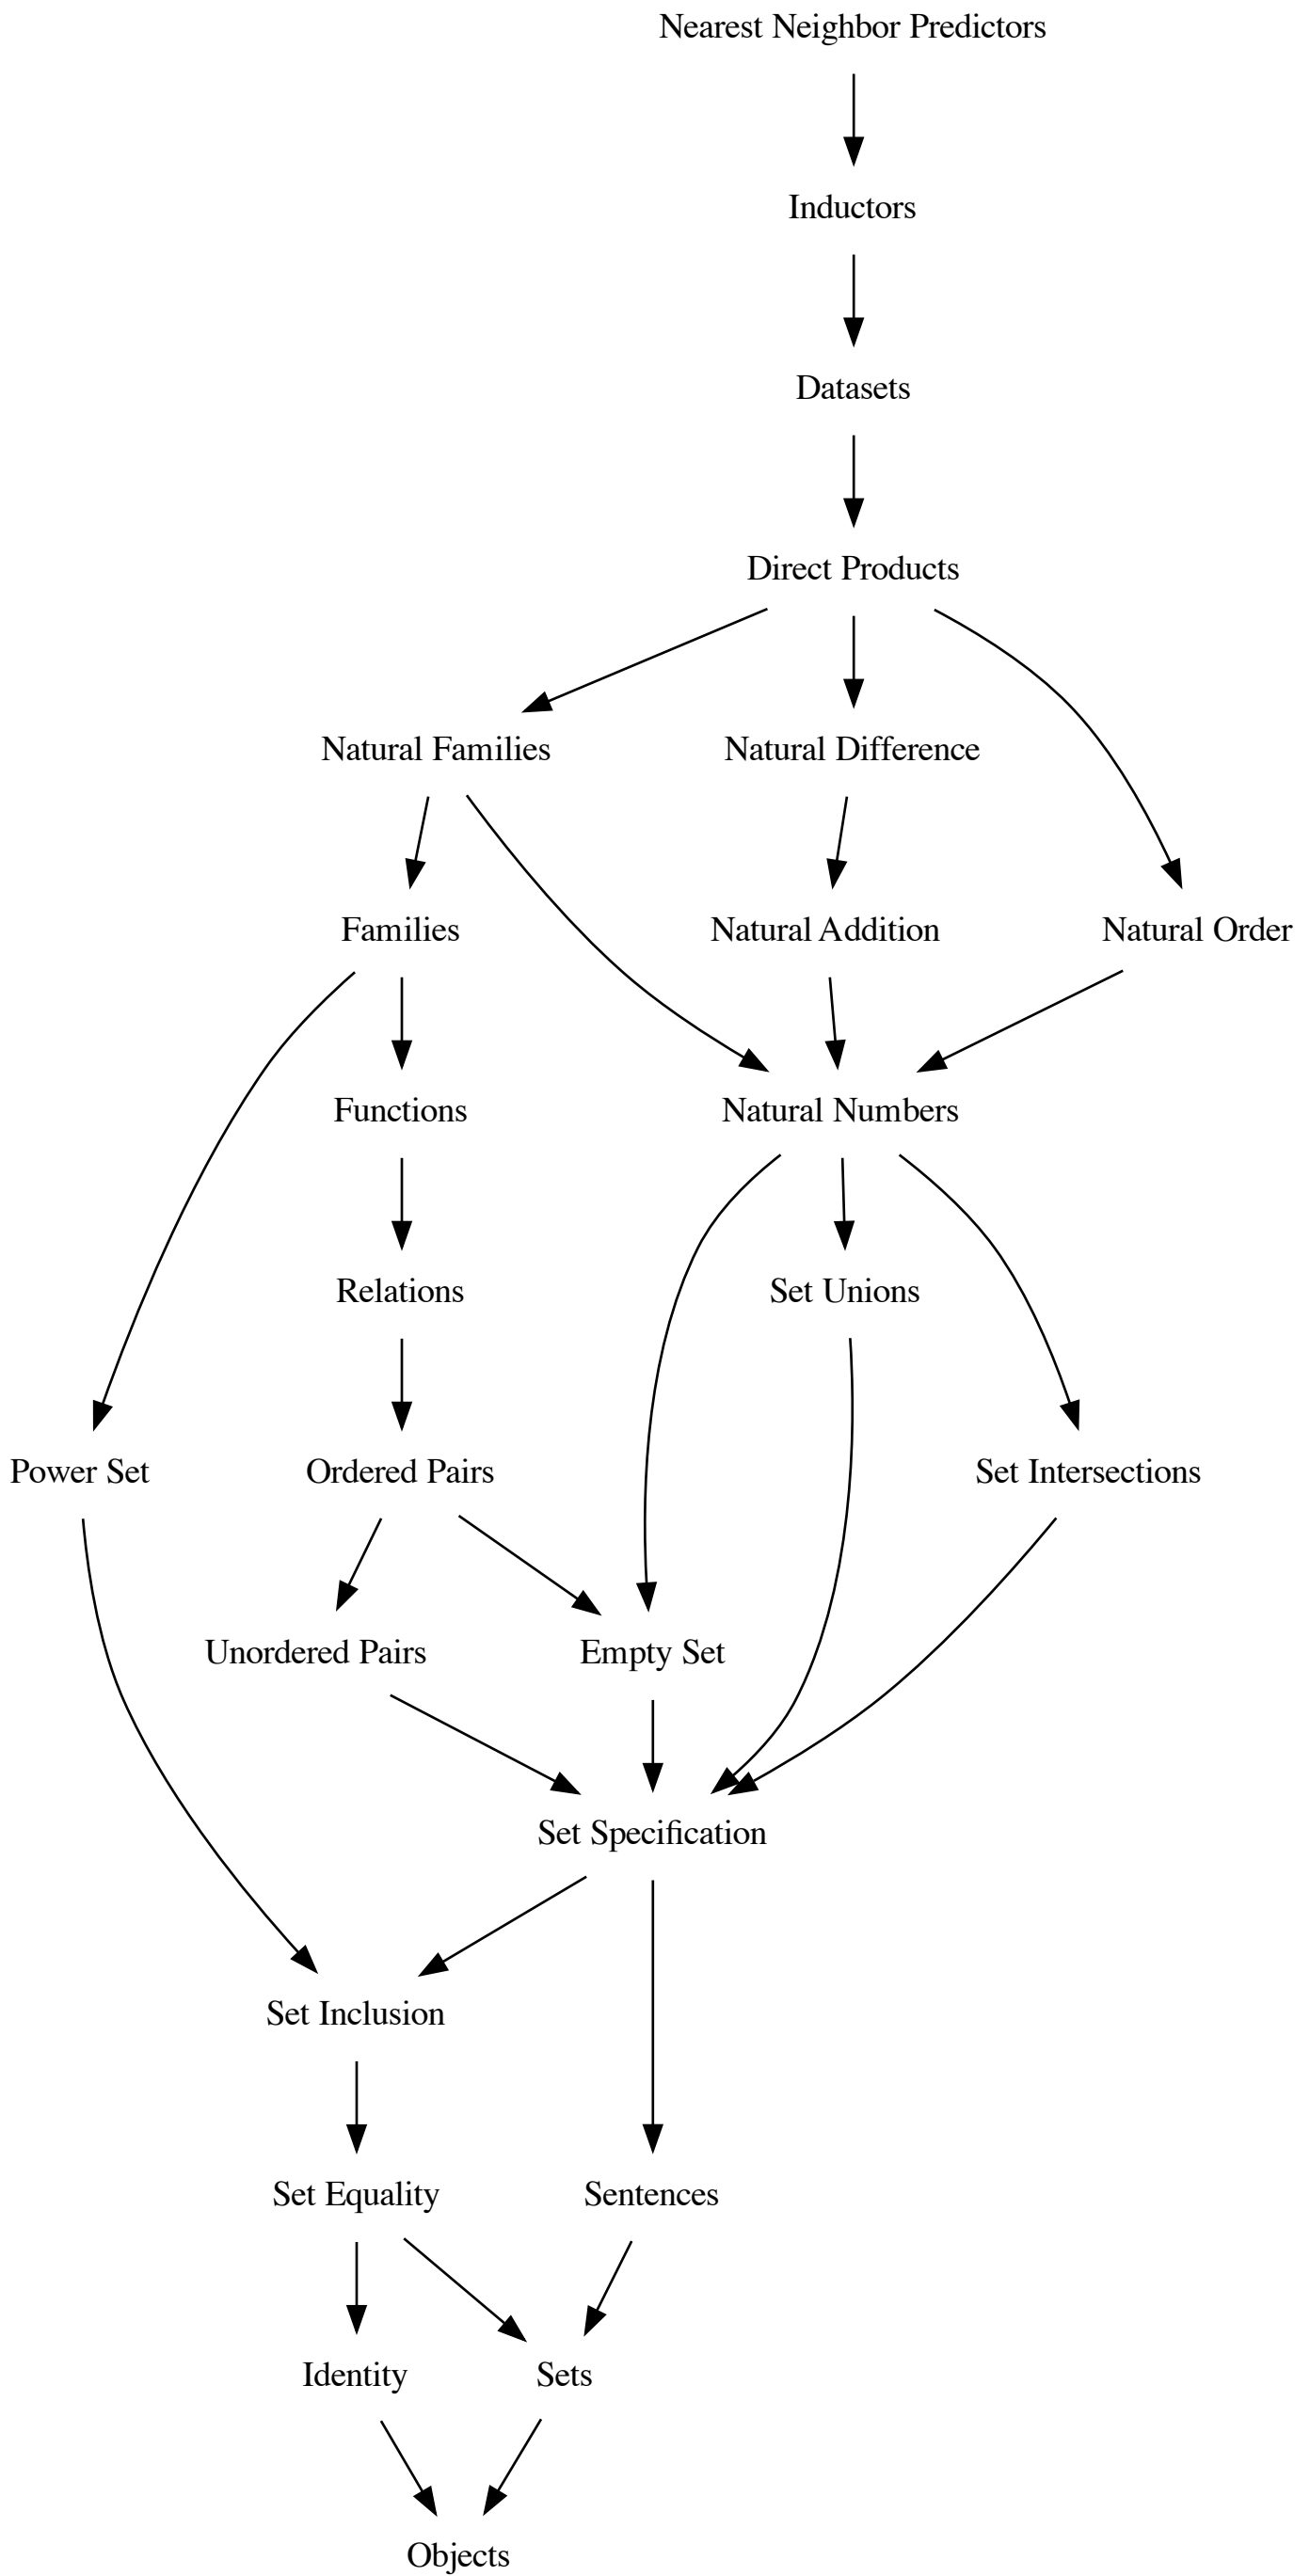 Nearest Neighbor Predictors
Inductors
Datasets
Direct Products
Natural Families
Natural Difference
Families
Natural Addition
Natural Order
Functions
Natural Numbers
Relations
Set Unions
Power Set
Ordered Pairs
Set Intersections
Unordered Pairs
Empty Set
Set Specification
Set Inclusion
Set Equality
Sentences
Identity
Sets
Objects